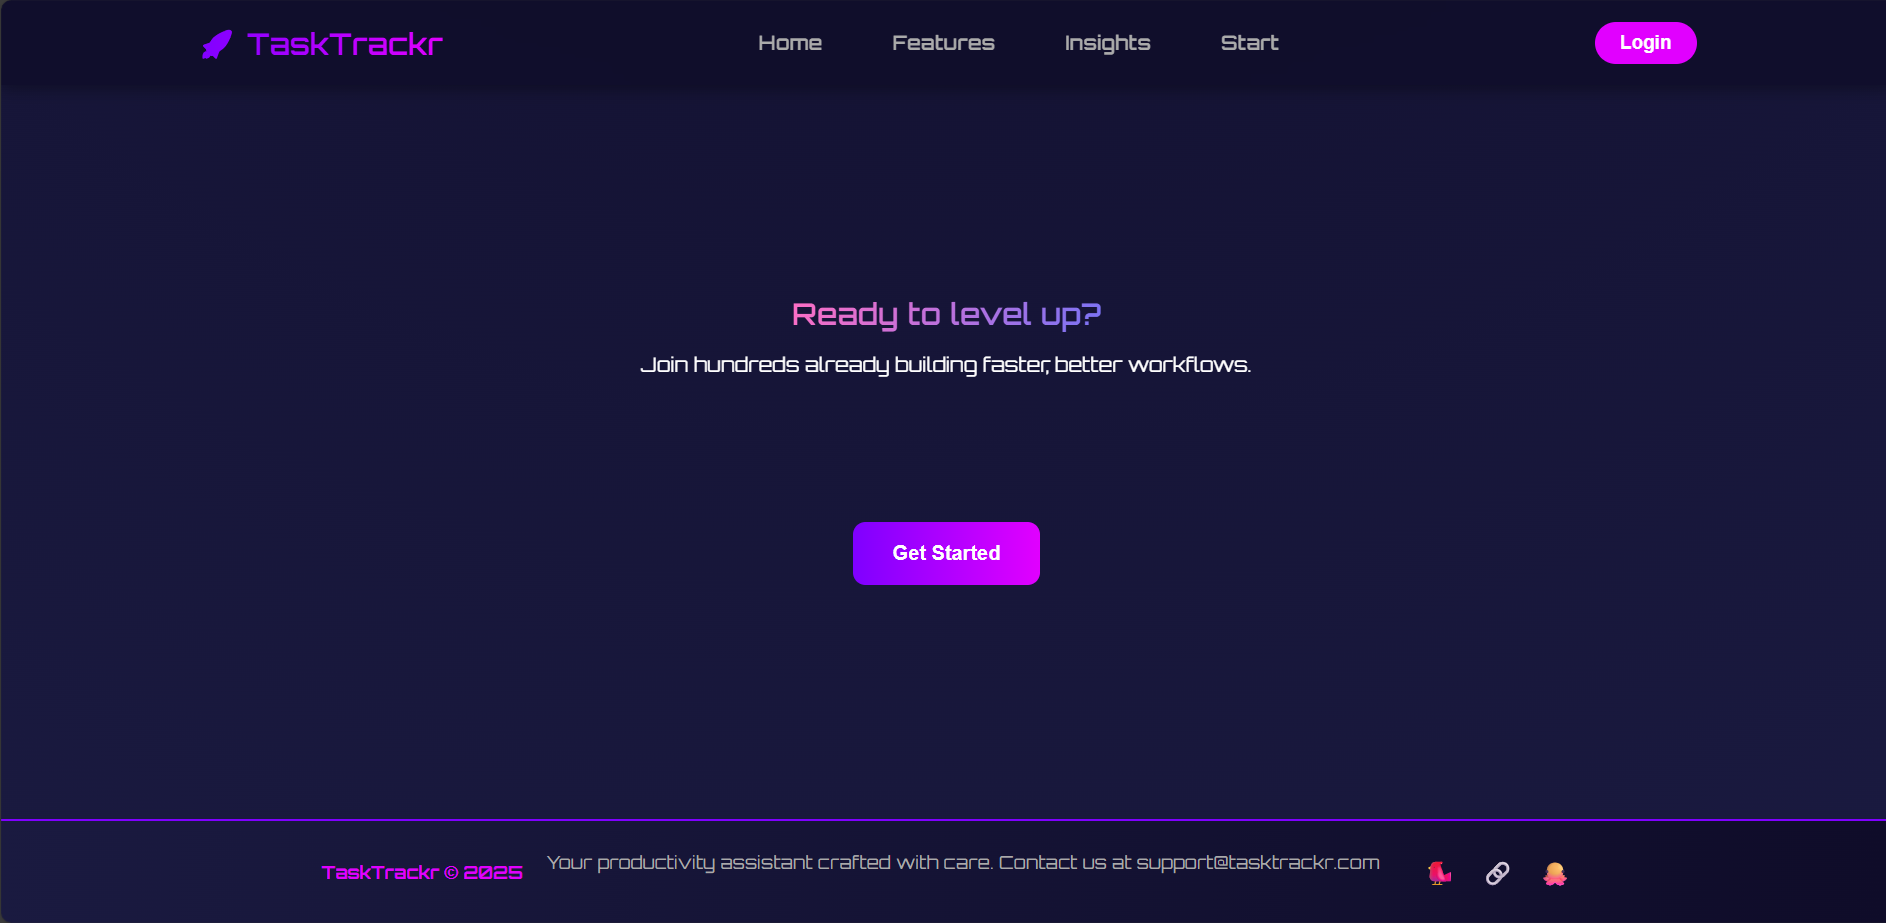 TaskTrackr
Home
Features
Insights
Start
Login
Ready to level up?
Join hundreds already building faster, better workflows.
Get Started
TaskTrackr © 2025
Your productivity assistant crafted with care. Contact us at support@tasktrackr.com